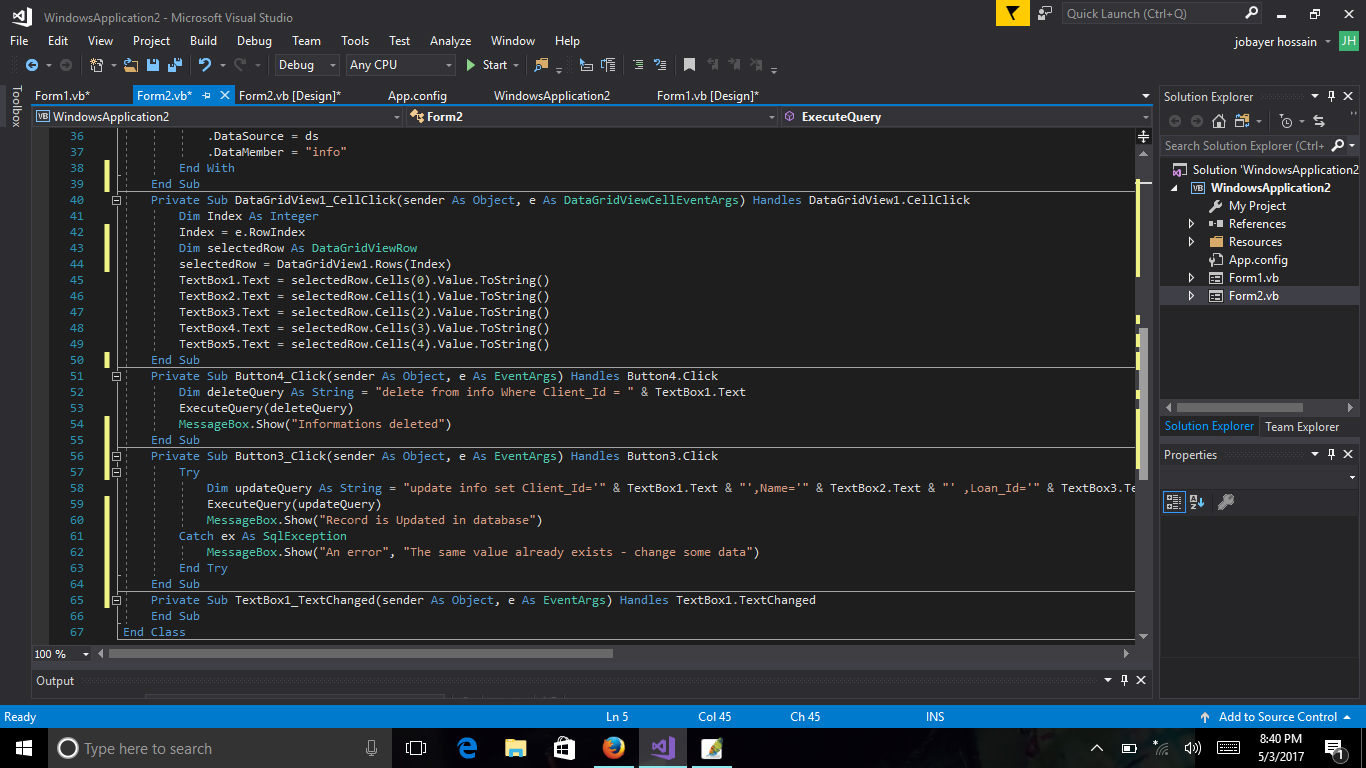 WindowsApplication2 - Microsoft Visual Studio
Quick Launch (Ctrl+Q)
File Edit View Project Build Debug Team Tools Test Analyze Window Help
jobayer hossain JH
Debug Any CPU Start
Toolbox
Form1.vb* Form2.vb* Form2.vb [Design]* App.config WindowsApplication2 Form1.vb [Design]*
VB WindowsApplication2 Form2 ExecuteQuery
36 .DataSource = ds
37 .DataMember = "info"
38 End With
39 End Sub
40 Private Sub DataGridView1_CellClick(sender As Object, e As DataGridViewCellEventArgs) Handles DataGridView1.CellClick
41 Dim Index As Integer
42 Index = e.RowIndex
43 Dim selectedRow As DataGridViewRow
44 selectedRow = DataGridView1.Rows(Index)
45 TextBox1.Text = selectedRow.Cells(0).Value.ToString()
46 TextBox2.Text = selectedRow.Cells(1).Value.ToString()
47 TextBox3.Text = selectedRow.Cells(2).Value.ToString()
48 TextBox4.Text = selectedRow.Cells(3).Value.ToString()
49 TextBox5.Text = selectedRow.Cells(4).Value.ToString()
50 End Sub
51 Private Sub Button4_Click(sender As Object, e As EventArgs) Handles Button4.Click
52 Dim deleteQuery As String = "delete from info Where Client_Id = " & TextBox1.Text
53 ExecuteQuery(deleteQuery)
54 MessageBox.Show("Informations deleted")
55 End Sub
56 Private Sub Button3_Click(sender As Object, e As EventArgs) Handles Button3.Click
57 Try
58 Dim updateQuery As String = "update info set Client_Id='" & TextBox1.Text & "',Name='" & TextBox2.Text & "' ,Loan_Id='" & TextBox3.Te
59 ExecuteQuery(updateQuery)
60 MessageBox.Show("Record is Updated in database")
61 Catch ex As SqlException
62 MessageBox.Show("An error", "The same value already exists - change some data")
63 End Try
64 End Sub
65 Private Sub TextBox1_TextChanged(sender As Object, e As EventArgs) Handles TextBox1.TextChanged
66 End Sub
67 End Class
100 %
Output
Solution Explorer
Search Solution Explorer (Ctrl+
Solution 'WindowsApplication2
VB WindowsApplication2
My Project
References
Resources
App.config
Form1.vb
Form2.vb
Solution Explorer Team Explorer
Properties
Ready Ln 5 Col 45 Ch 45 INS Add to Source Control
Type here to search
8:40 PM
5/3/2017
1